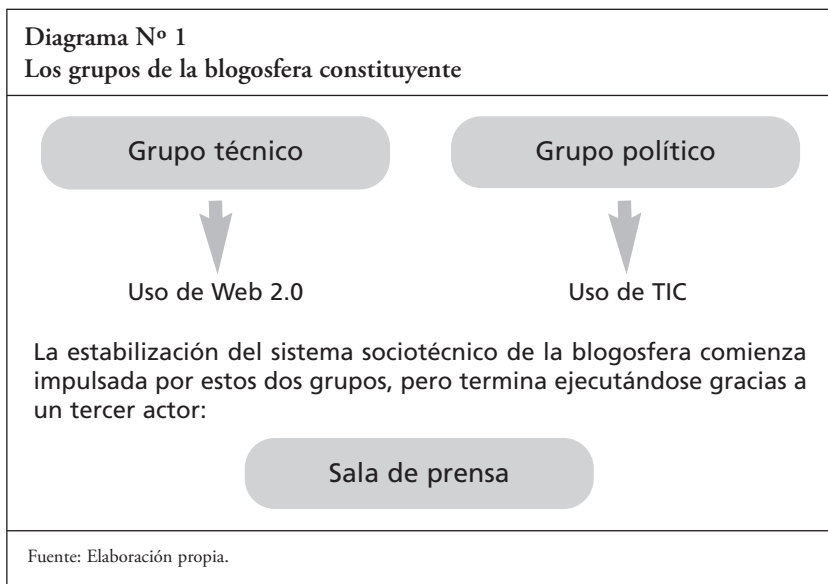 Diagrama Nº 1
Los grupos de la blogosfera constituyente
Grupo técnico
Grupo político
Uso de Web 2.0
Uso de TIC
La estabilización del sistema sociotécnico de la blogosfera comienza
impulsada por estos dos grupos, pero termina ejecutándose gracias a
un tercer actor:
Sala de prensa
Fuente: Elaboración propia.